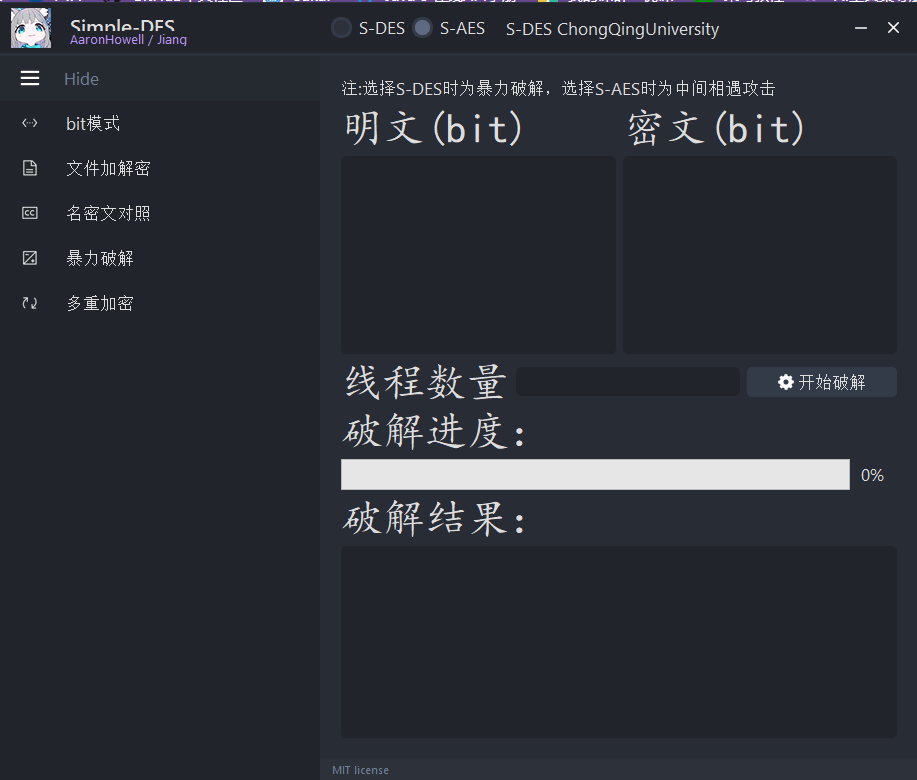 Simple-DES
AaronHowell / Jiang
S-DES S-AES S-DES ChongQingUniversity
Hide
bit模式
文件加解密
名密文对照
暴力破解
多重加密
注:选择S-DES时为暴力破解，选择S-AES时为中间相遇攻击
明文(bit) 密文(bit)
线程数量 开始破解
破解进度:
0%
破解结果:
MIT license